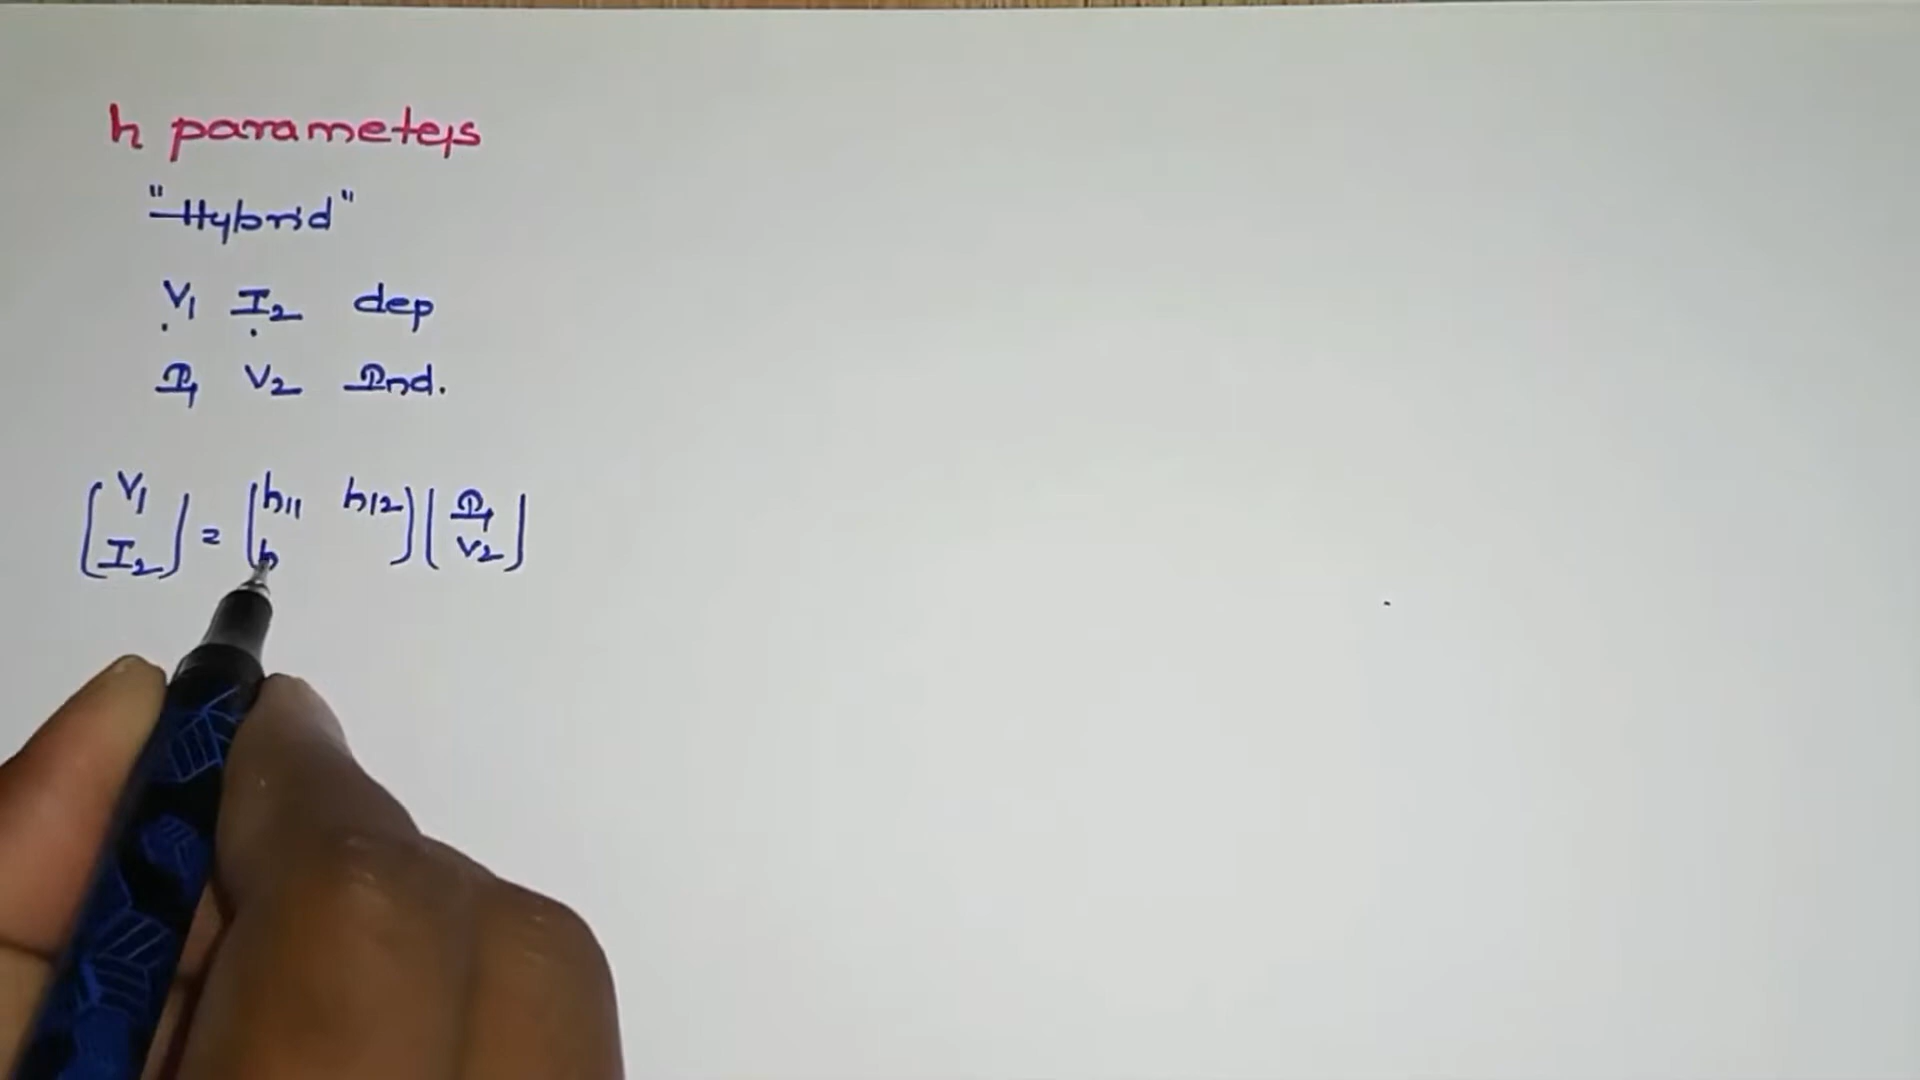 h parameters
"Hybrid"
V1 I2 dep
I1 V2 Ind.
[V1 I2] = [h11 h12 h] [I1 V2]